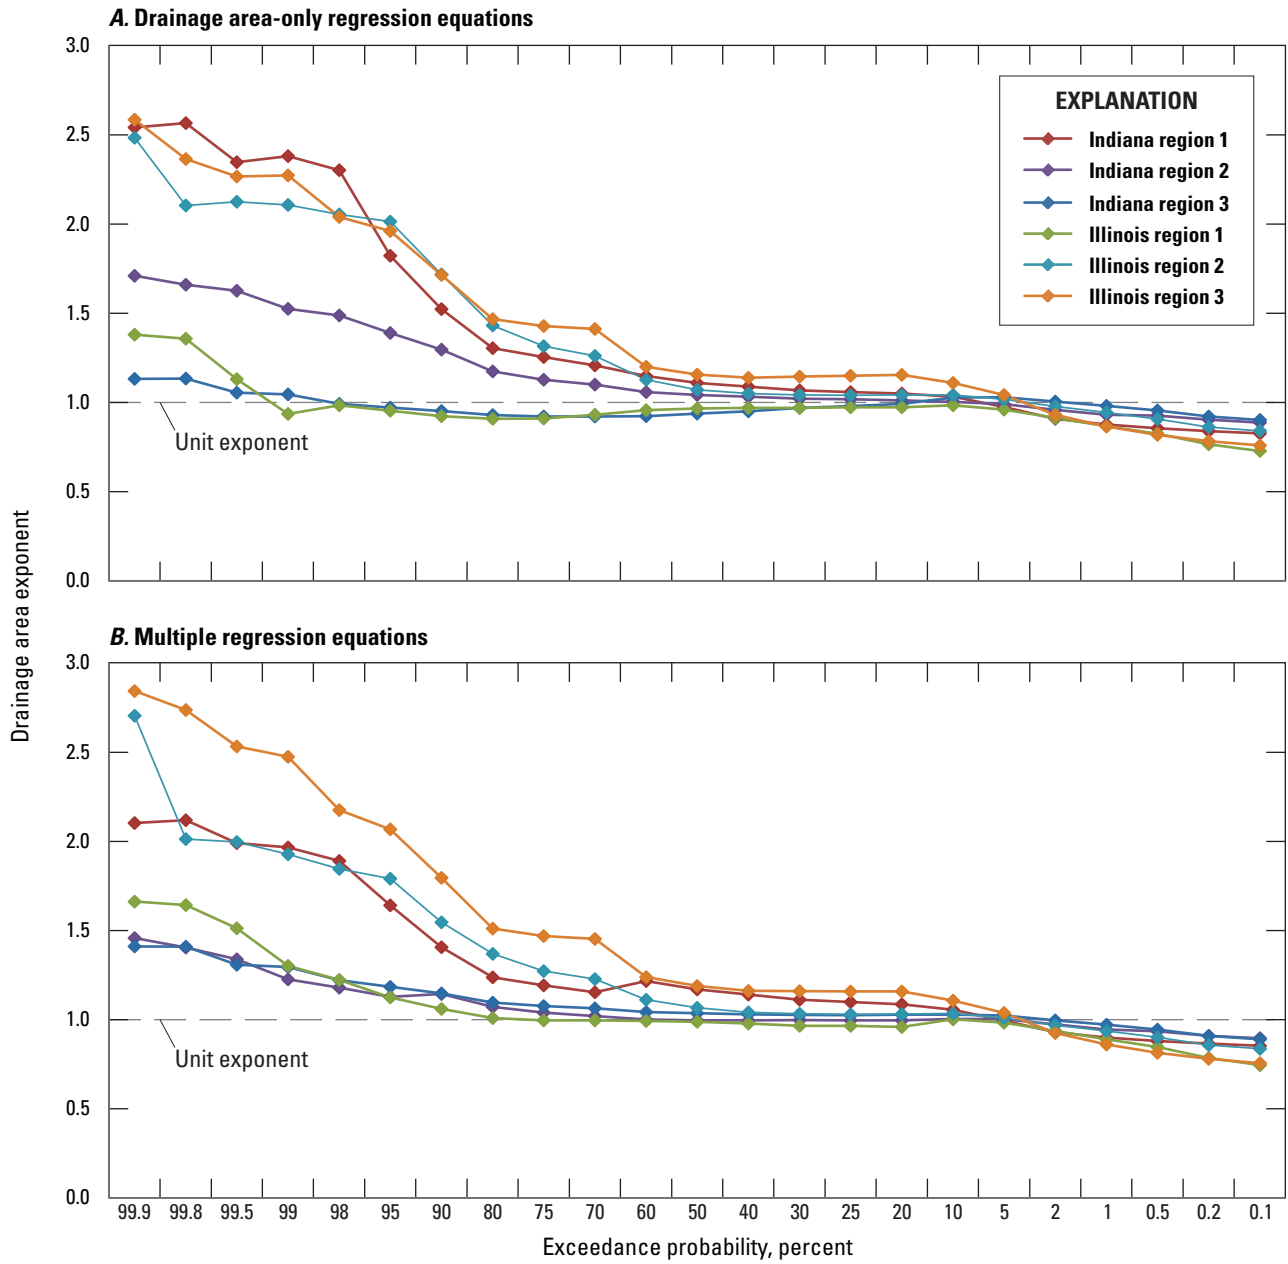 A. Drainage area-only regression equations
3.0
2.5
2.0
1.5
1.0
0.5
0.0
Unit exponent
EXPLANATION
Indiana region 1
Indiana region 2
Indiana region 3
Illinois region 1
Illinois region 2
Illinois region 3
Drainage area exponent
B. Multiple regression equations
3.0
2.5
2.0
1.5
1.0
0.5
0.0
Unit exponent
99.9 99.8 99.5 99 98 95 90 80 75 70 60 50 40 30 25 20 10 5 2 1 0.5 0.2 0.1
Exceedance probability, percent